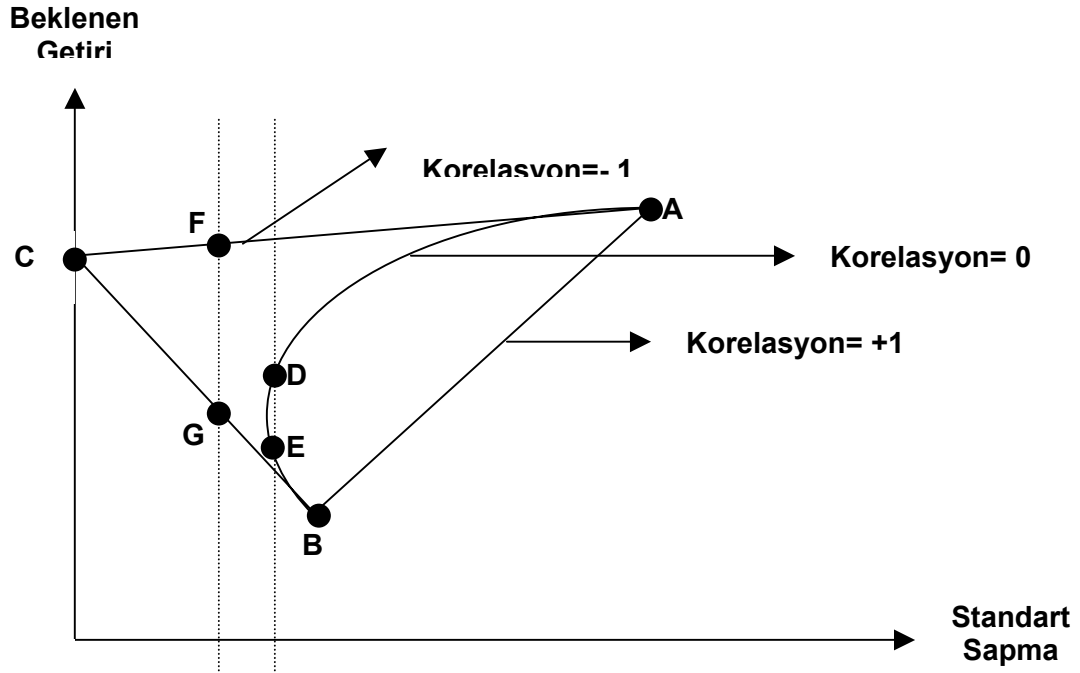 Beklenen
Getiri
Korelasyon=- 1
A
F
C
Korelasyon= 0
Korelasyon= +1
D
G
E
B
Standart
Sapma